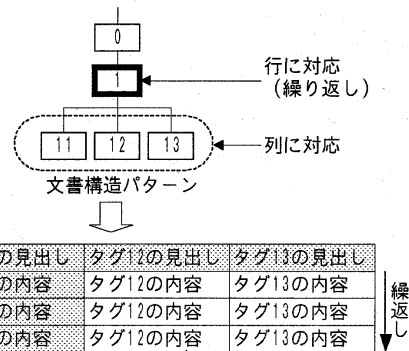 0
1
行に対応
(繰り返し)
11 12 13
列に対応
文書構造パターン
の見出し タグ12の見出し タグ13の見出し
の内容 タグ12の内容 タグ13の内容
の内容 タグ12の内容 タグ13の内容
の内容 タグ12の内容 タグ13の内容
繰返し